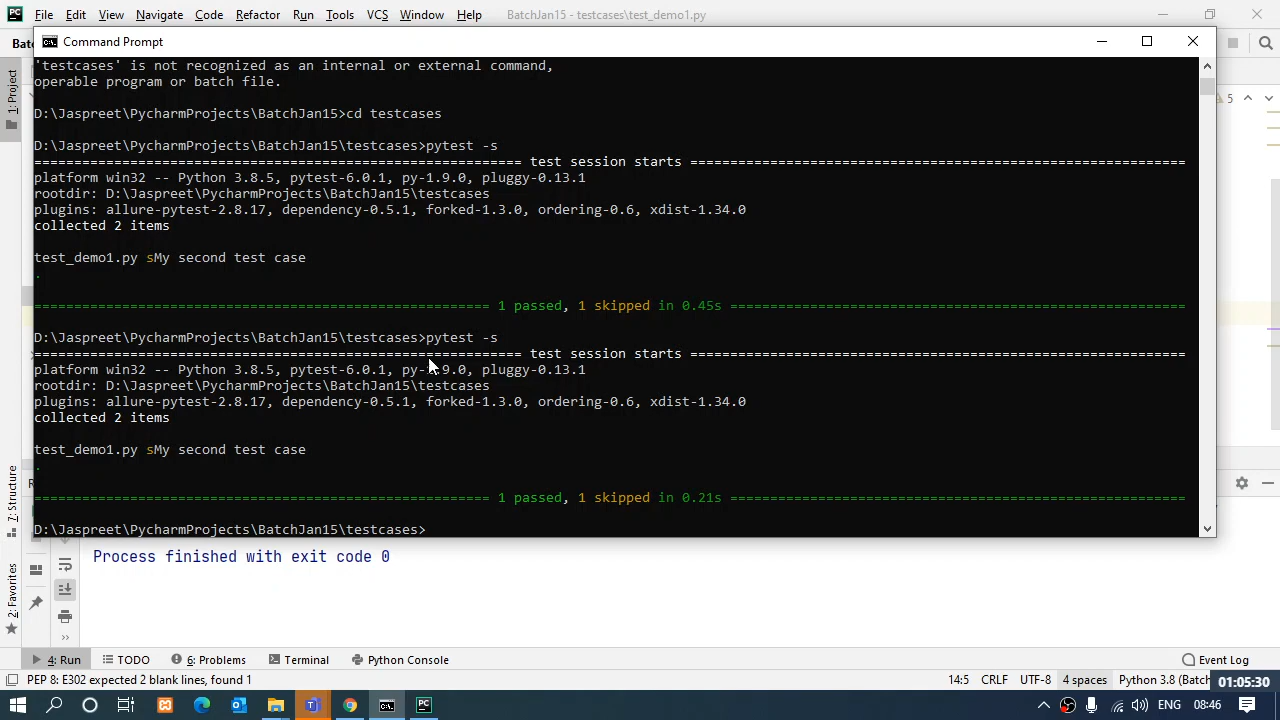 File Edit View Navigate Code Refactor Run Tools VCS Window Help BatchJan15 - testcases\test_demo1.py
Command Prompt
'testcases' is not recognized as an internal or external command,
operable program or batch file.
D:\Jaspreet\PycharmProjects\BatchJan15>cd testcases
D:\Jaspreet\PycharmProjects\BatchJan15\testcases>pytest -s
============================================================= test session starts ==============================================================
platform win32 -- Python 3.8.5, pytest-6.0.1, py-1.9.0, pluggy-0.13.1
rootdir: D:\Jaspreet\PycharmProjects\BatchJan15\testcases
plugins: allure-pytest-2.8.17, dependency-0.5.1, forked-1.3.0, ordering-0.6, xdist-1.34.0
collected 2 items
test_demo1.py sMy second test case
.
========================================================= 1 passed, 1 skipped in 0.45s =========================================================
D:\Jaspreet\PycharmProjects\BatchJan15\testcases>pytest -s
============================================================= test session starts ==============================================================
platform win32 -- Python 3.8.5, pytest-6.0.1, py-1.9.0, pluggy-0.13.1
rootdir: D:\Jaspreet\PycharmProjects\BatchJan15\testcases
plugins: allure-pytest-2.8.17, dependency-0.5.1, forked-1.3.0, ordering-0.6, xdist-1.34.0
collected 2 items
test_demo1.py sMy second test case
.
========================================================= 1 passed, 1 skipped in 0.21s =========================================================
D:\Jaspreet\PycharmProjects\BatchJan15\testcases>
Process finished with exit code 0
1: Project
7: Structure
2: Favorites
5
4: Run TODO 6: Problems Terminal Python Console Event Log
PEP 8: E302 expected 2 blank lines, found 1 14:5 CRLF UTF-8 4 spaces Python 3.8 (Batch
01:05:30
ENG 08:46